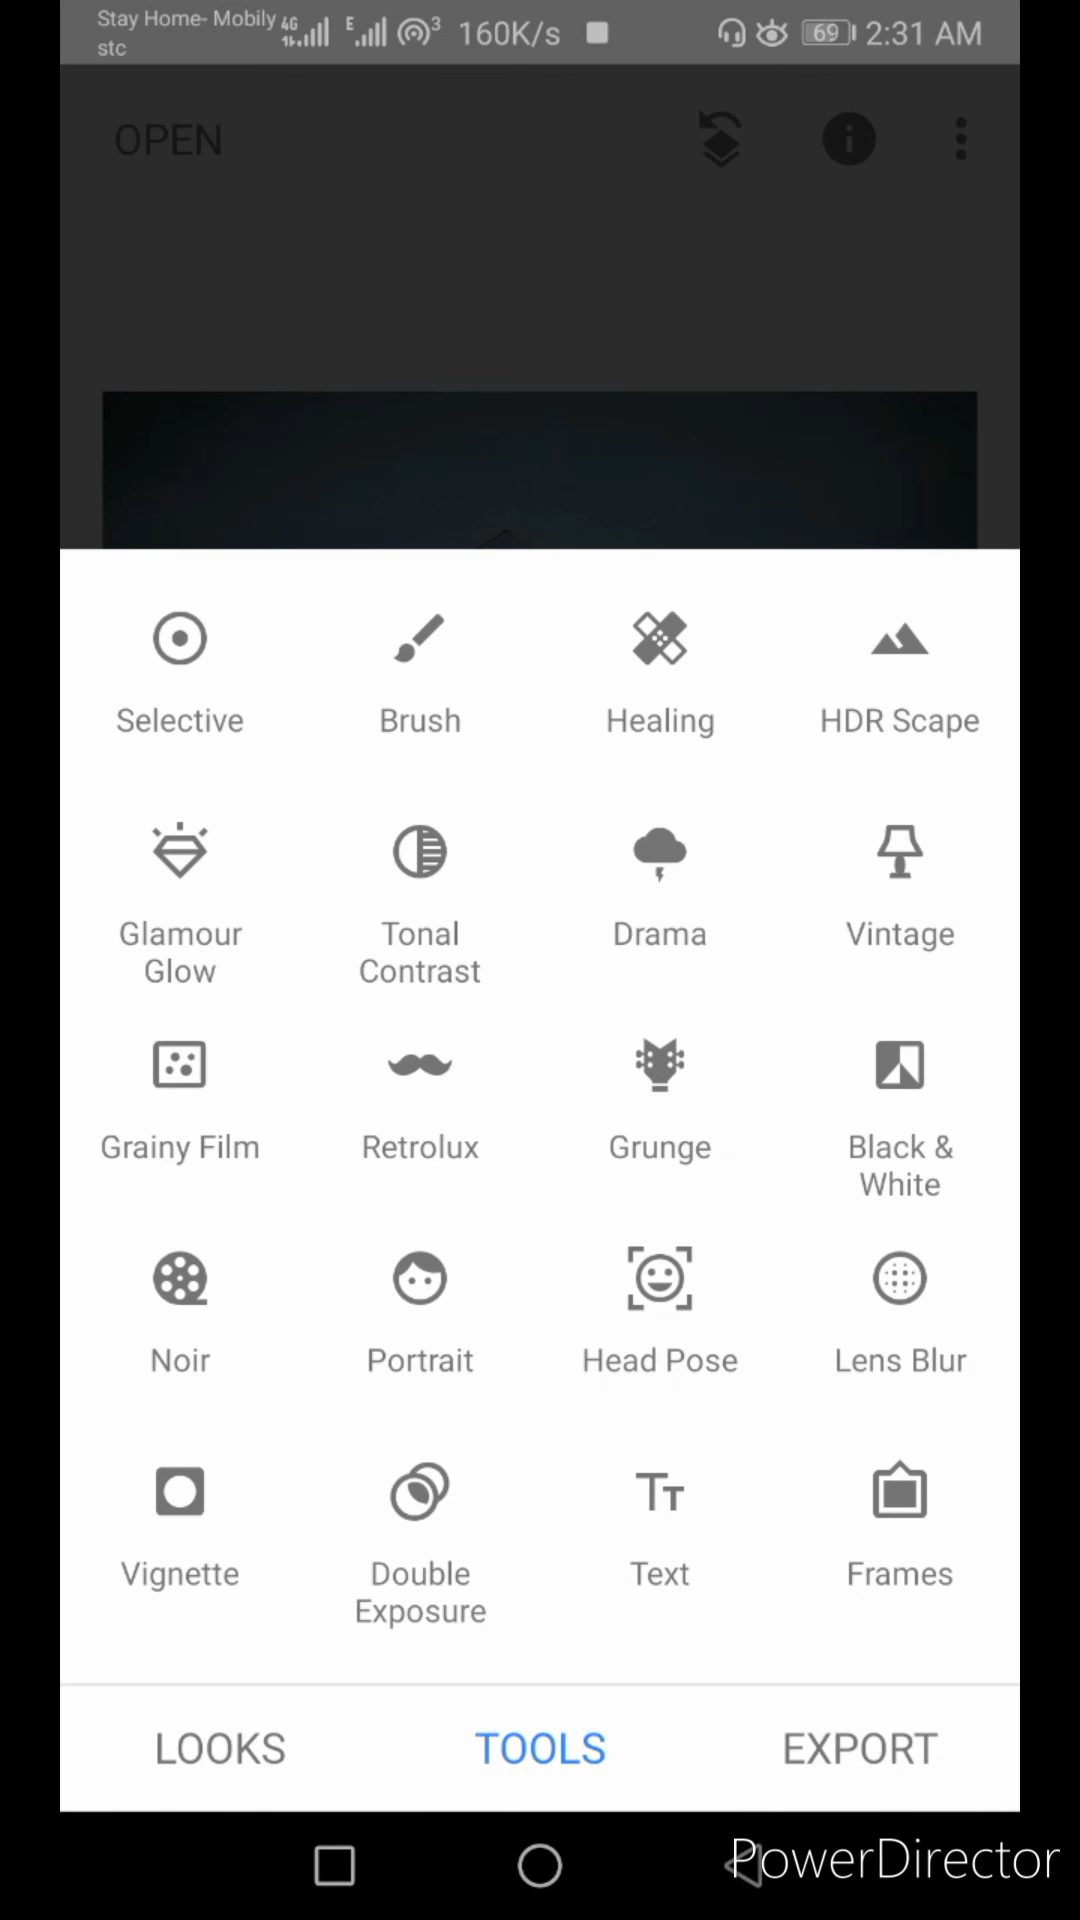 Stay Home- Mobily 4G E 3 160K/s 69 2:31 AM
stc
OPEN
Selective Brush Healing HDR Scape
Glamour Tonal Drama Vintage
Glow Contrast
Grainy Film Retrolux Grunge Black &
White
Noir Portrait Head Pose Lens Blur
Vignette Double Text Frames
Exposure
LOOKS TOOLS EXPORT
PowerDirector